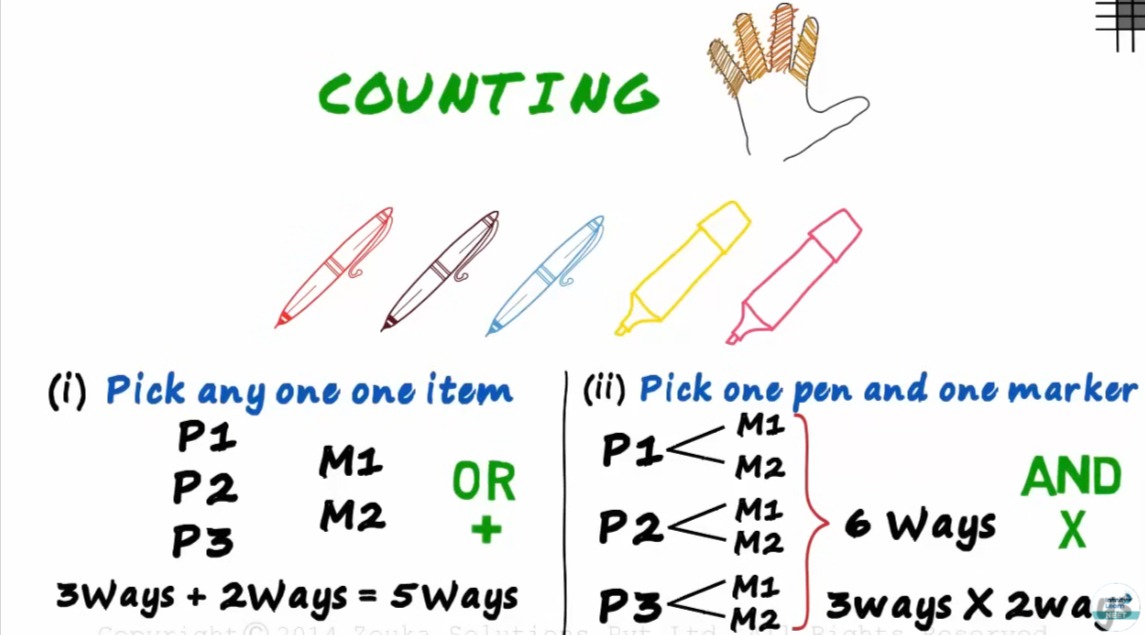 COUNTING
(i) Pick any one one item
P1
P2
P3
M1
M2
OR
+
3Ways + 2Ways = 5Ways
(ii) Pick one pen and one marker
P1 M1
M2
P2 M1
M2
P3 M1
M2
6 Ways
AND
X
3ways X 2wa
Copyright © 2014 Zouka Solutions Pvt Ltd All Rights Reserved